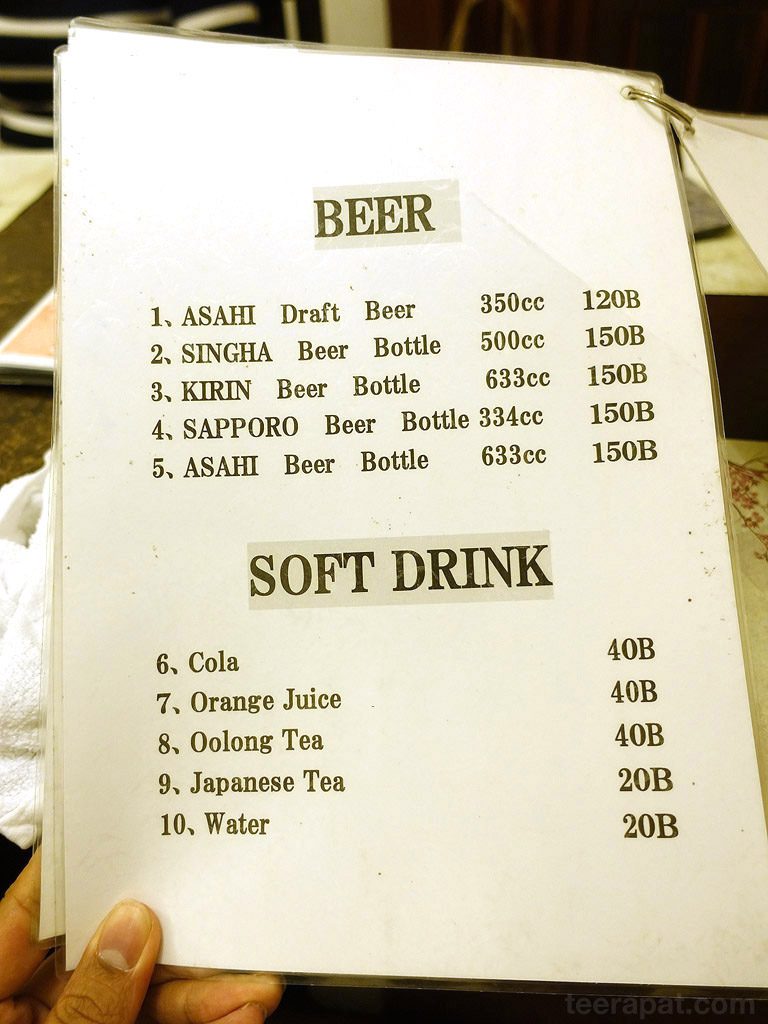 BEER
1、ASAHI Draft Beer 350cc 120B
2、SINGHA Beer Bottle 500cc 150B
3、KIRIN Beer Bottle 633cc 150B
4、SAPPORO Beer Bottle 334cc 150B
5、ASAHI Beer Bottle 633cc 150B
SOFT DRINK
6、Cola 40B
7、Orange Juice 40B
8、Oolong Tea 40B
9、Japanese Tea 20B
10、Water 20B
teerapat.com